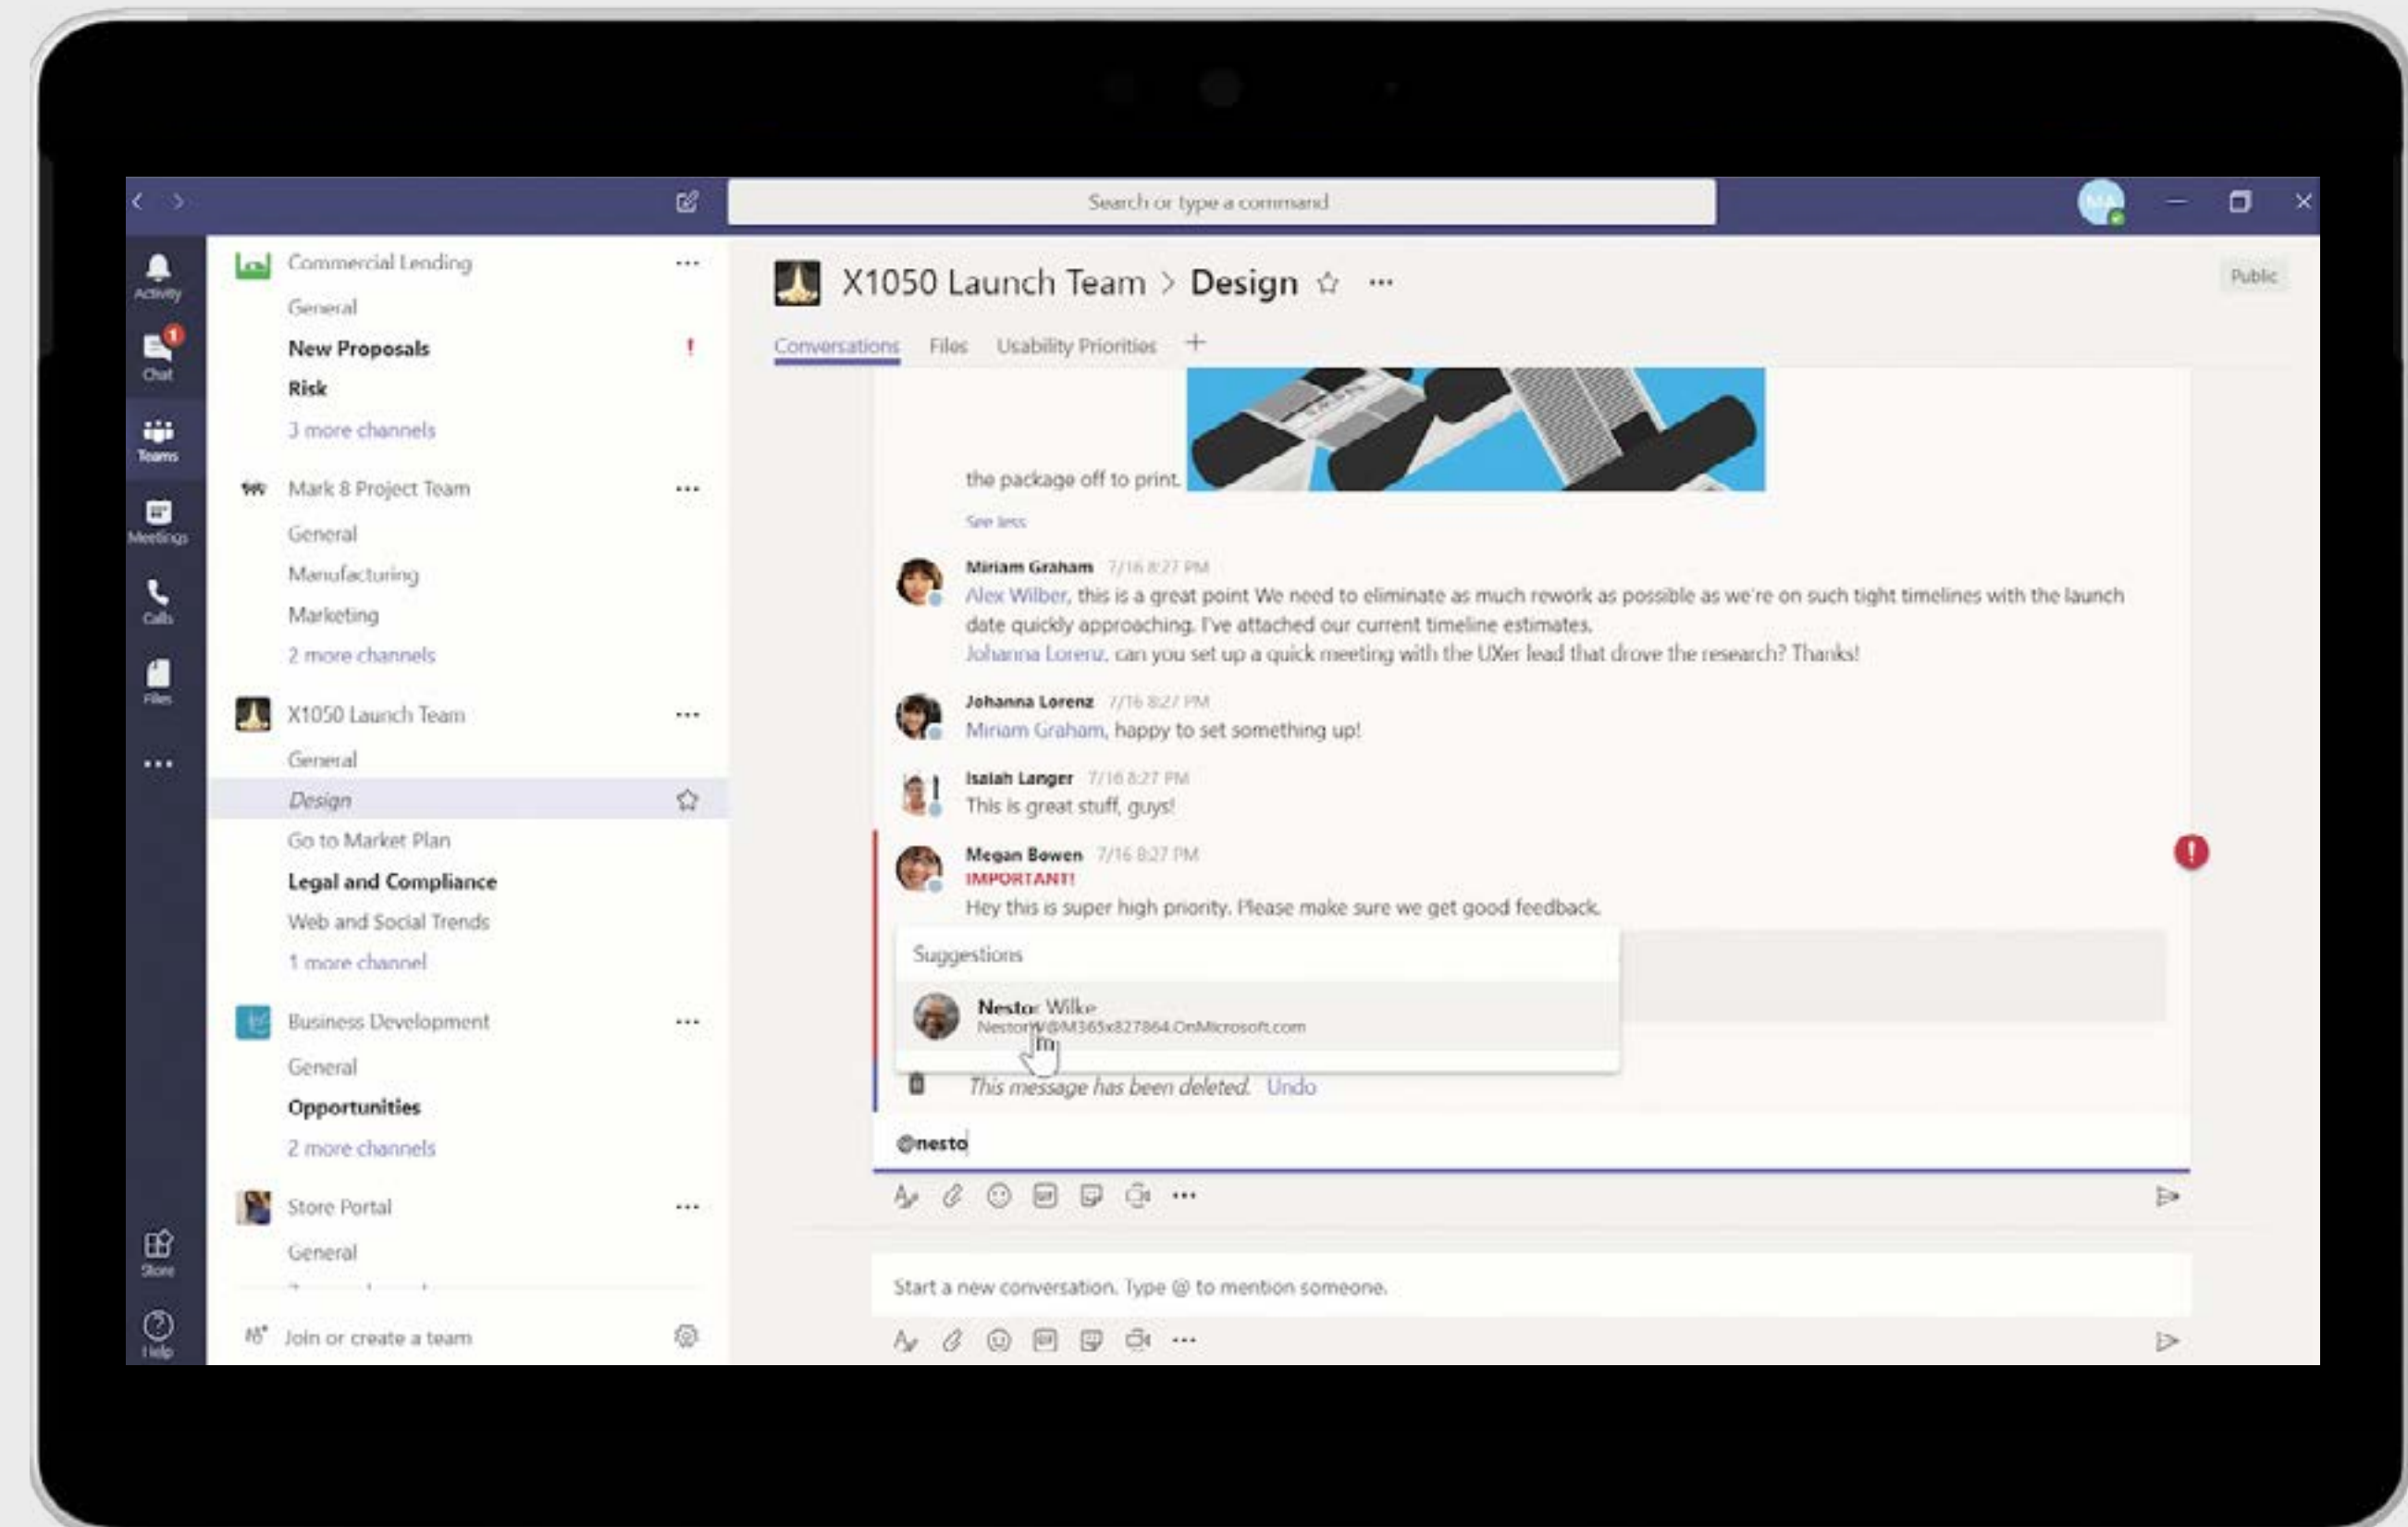 Search or type a command
MA
Activity
1
Chat
Teams
Meetings
Calls
Files
Store
Help
Commercial Lending
General
New Proposals
Risk
3 more channels
Mark 8 Project Team
General
Manufacturing
Marketing
2 more channels
X1050 Launch Team
General
Design
Go to Market Plan
Legal and Compliance
Web and Social Trends
1 more channel
Business Development
General
Opportunities
2 more channels
Store Portal
General
Join or create a team
X1050 Launch Team > Design
Public
Conversations Files Usability Priorities +
the package off to print.
See less
Miriam Graham 7/16 8:27 PM
Alex Wilber, this is a great point We need to eliminate as much rework as possible as we're on such tight timelines with the launch
date quickly approaching. I've attached our current timeline estimates.
Johanna Lorenz, can you set up a quick meeting with the UXer lead that drove the research? Thanks!
Johanna Lorenz 7/16 8:27 PM
Miriam Graham, happy to set something up!
Isaiah Langer 7/16 8:27 PM
This is great stuff, guys!
Megan Bowen 7/16 8:27 PM
IMPORTANT!
Hey this is super high priority. Please make sure we get good feedback.
Suggestions
Nestor Wilke
NestorW@M365x827864.OnMicrosoft.com
This message has been deleted. Undo
@nesto
GIF
Start a new conversation. Type @ to mention someone.
GIF